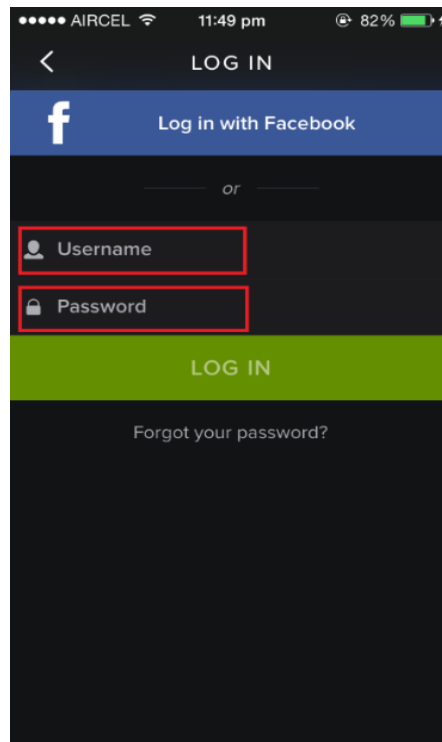 AIRCEL 11:49 pm 82%
LOG IN
f Log in with Facebook
or
Username
Password
LOG IN
Forgot your password?